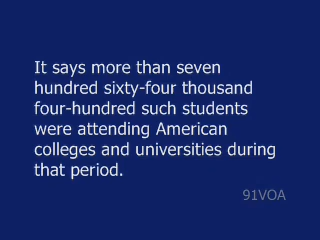 It says more than seven
hundred sixty-four thousand
four-hundred such students
were attending American
colleges and universities during
that period.
91VOA